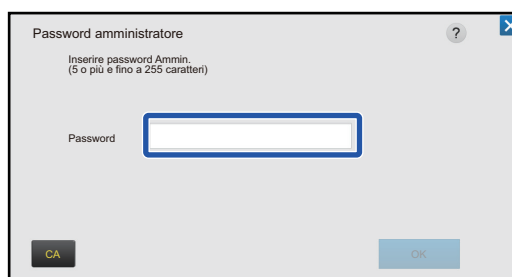 Password amministratore
?
Inserire password Ammin.
(5 o più e fino a 255 caratteri)
Password
CA
OK